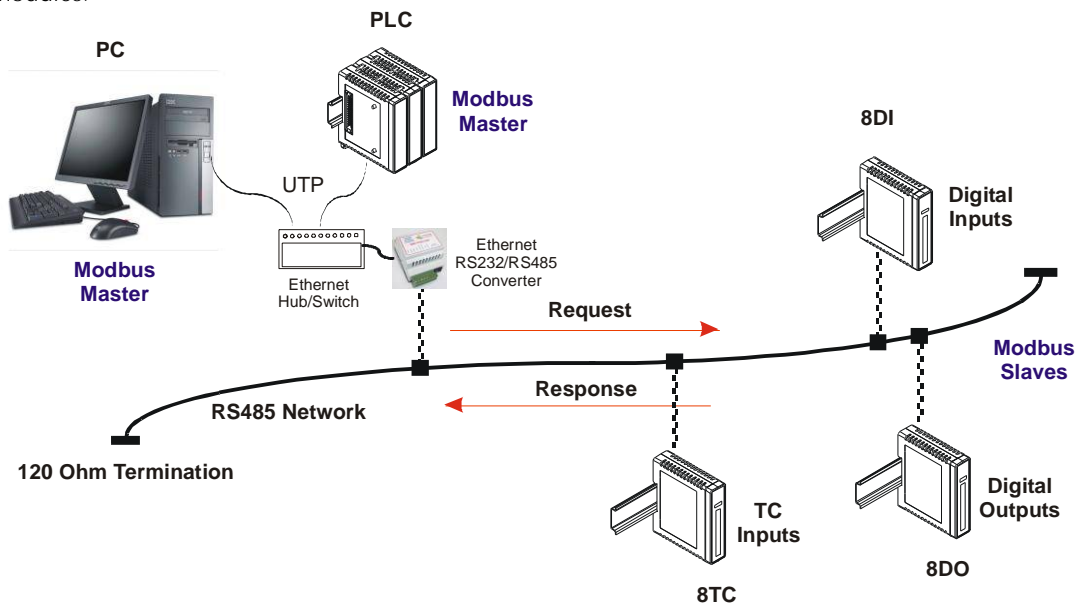 PLC
PC
Modbus
Master
8DI
UTP
Digital
Inputs
Ethernet
RS232/RS485
Converter
Modbus
Master
Ethernet
Hub/Switch
Request
Modbus
Slaves
Response
RS485 Network
120 Ohm Termination
TC
Inputs
Digital
Outputs
8DO
8TC